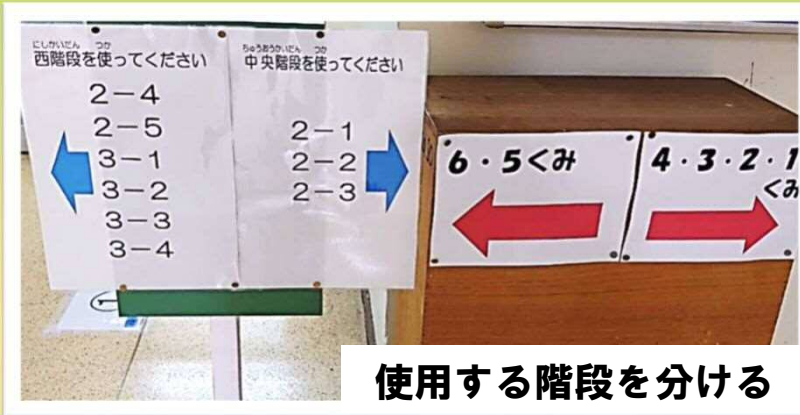 にしかいだん つか
西階段を使ってください
2－4
2－5
3－1
3－2
3－3
3－4
ちゅうおうかいだん つか
中央階段を使ってください
2－1
2－2
2－3
6・5くみ
4・3・2・1
くみ
使用する階段を分ける